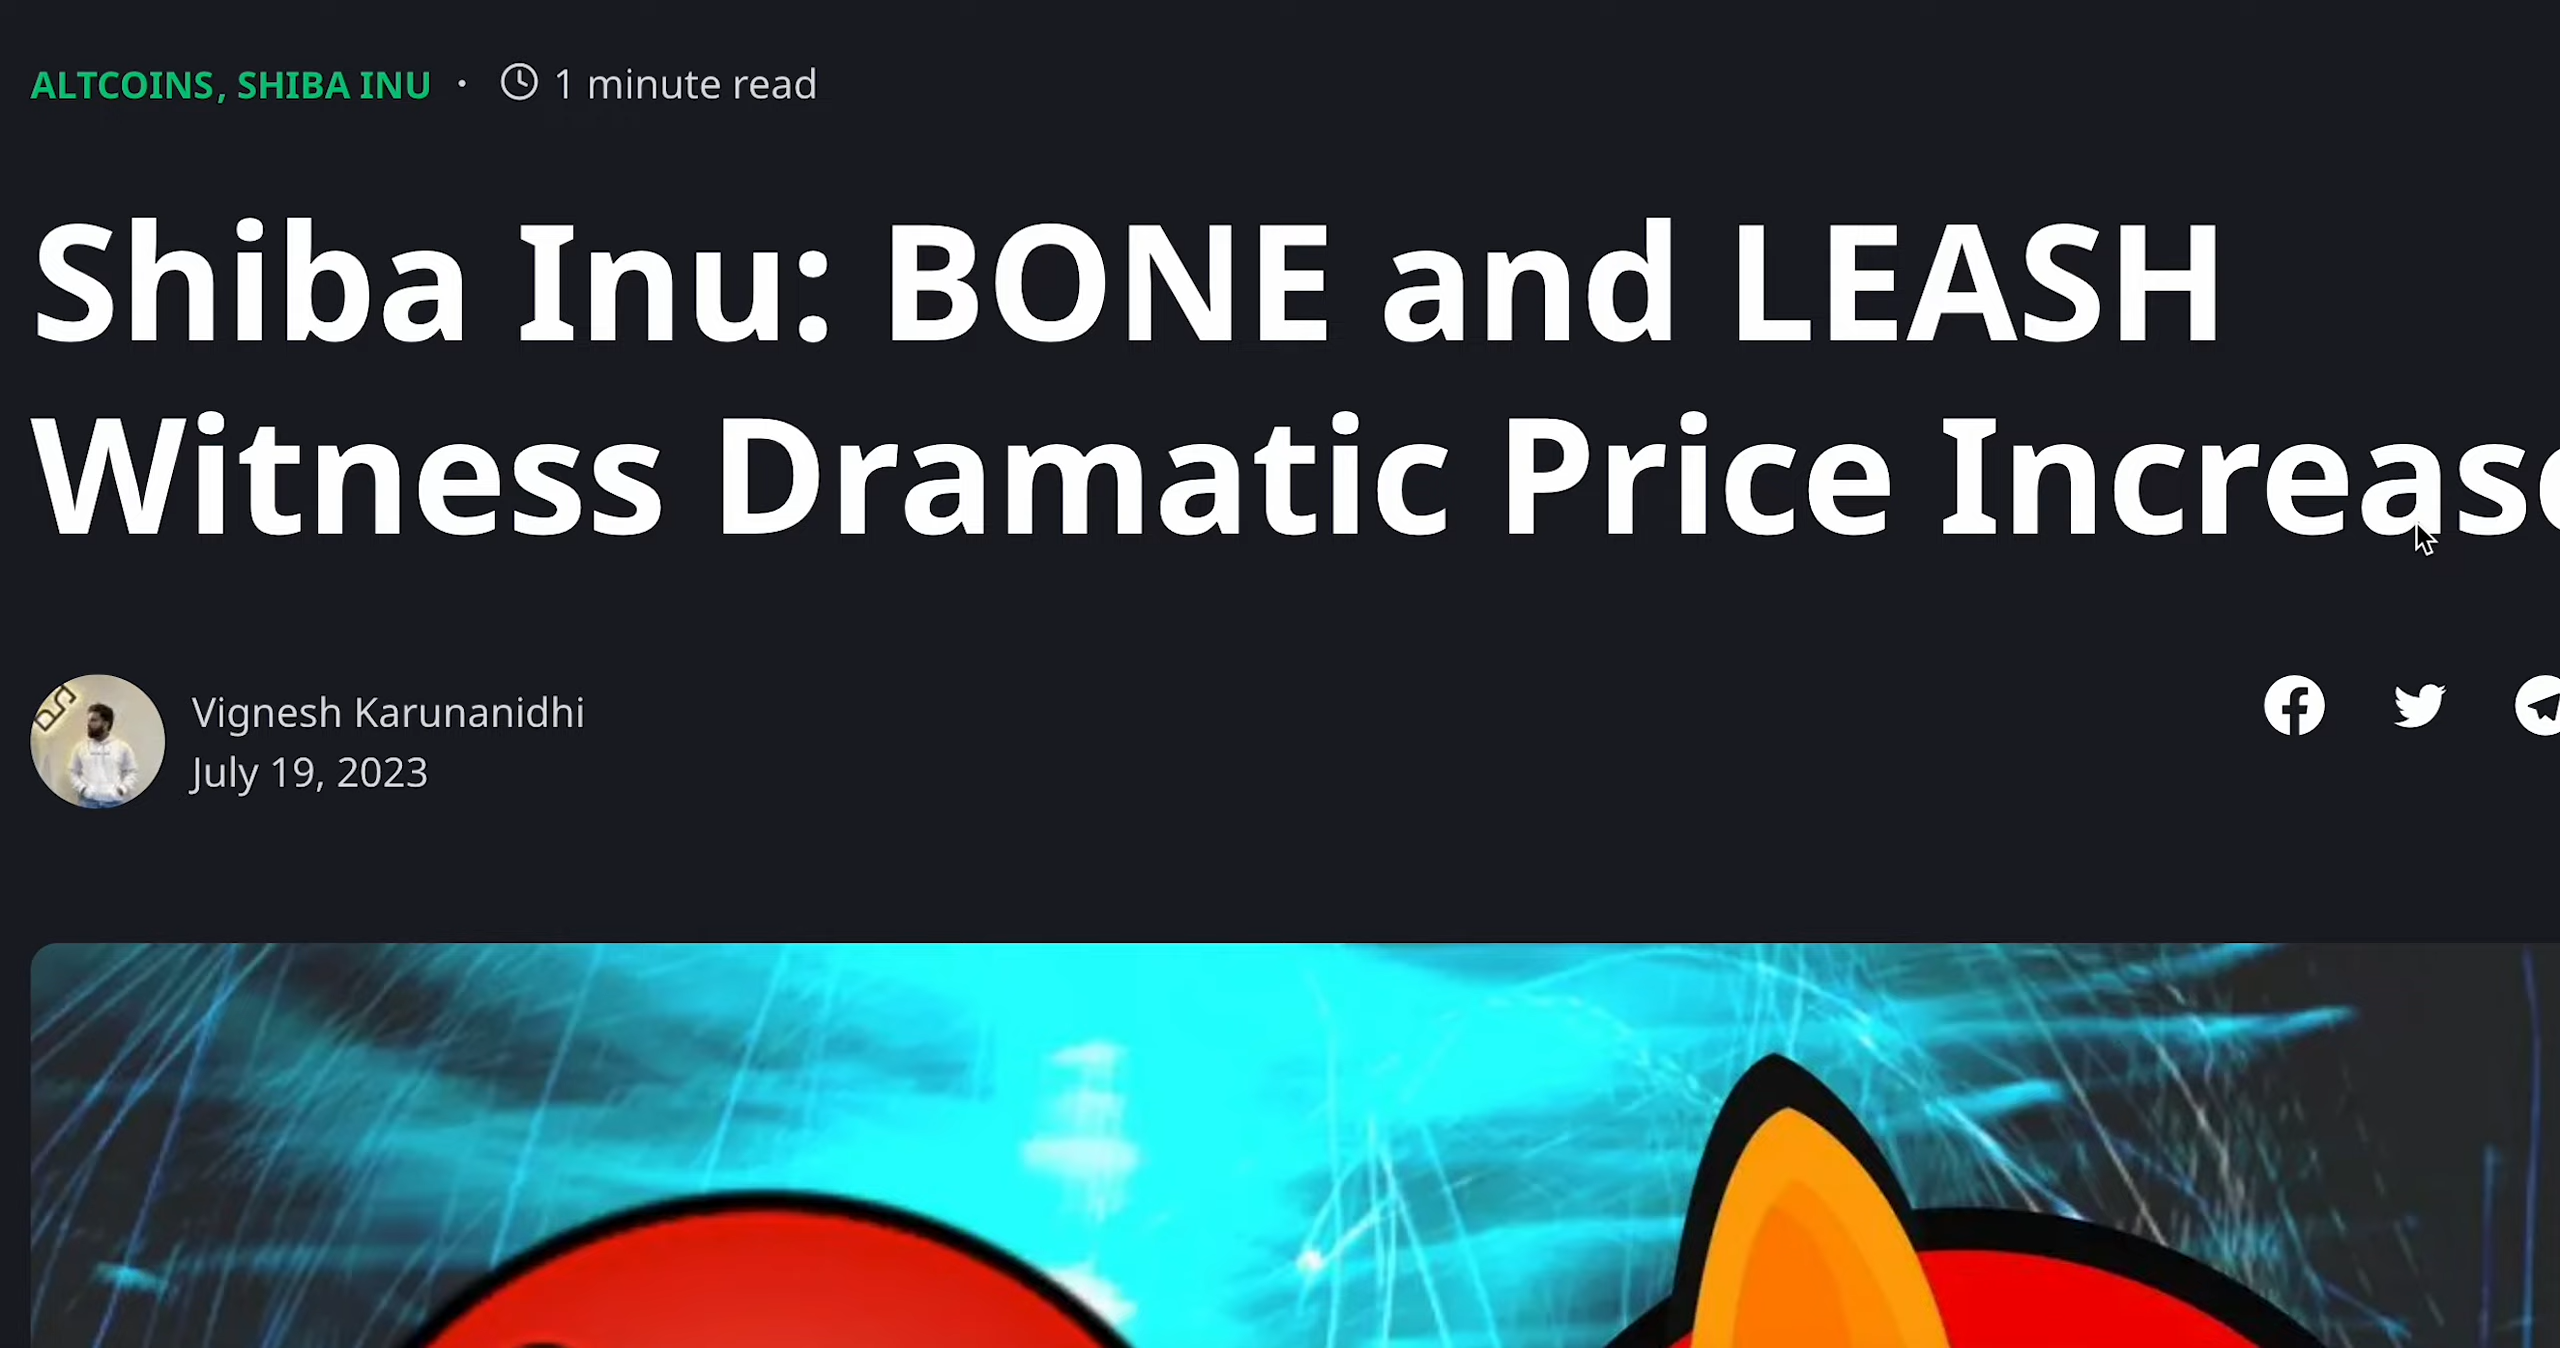 ALTCOINS, SHIBA INU · 1 minute read
Shiba Inu: BONE and LEASH
Witness Dramatic Price Increase
Vignesh Karunanidhi
July 19, 2023